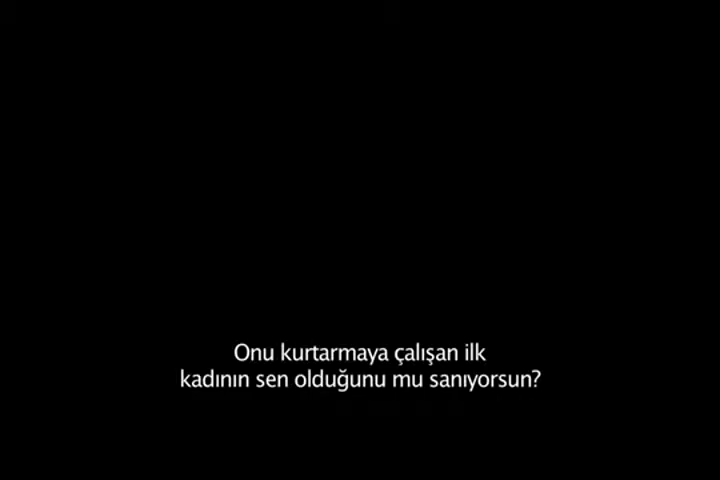 Onu kurtarmaya çalışan ilk
kadının sen olduğunu mu sanıyorsun?